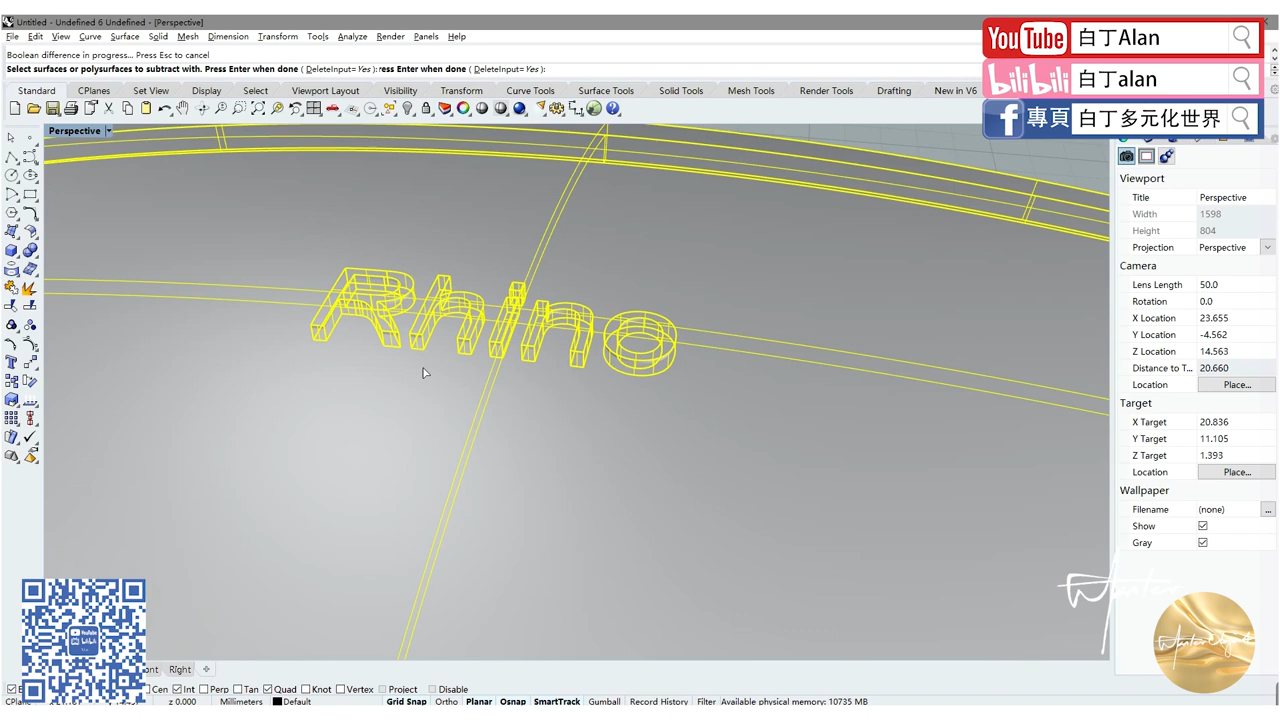 Untitled - Undefined 6 Undefined - [Perspective]
File Edit View Curve Surface Solid Mesh Dimension Transform Tools Analyze Render Panels Help
Boolean difference in progress... Press Esc to cancel
Select surfaces or polysurfaces to subtract with. Press Enter when done ( DeleteInput=Yes ):ress Enter when done ( DeleteInput=Yes ):
Standard CPlanes Set View Display Select Viewport Layout Visibility Transform Curve Tools Surface Tools Solid Tools Mesh Tools Render Tools Drafting New in V6
YouTube 白丁Alan
bilibili 白丁alan
f 專頁 白丁多元化世界
Perspective
Rhino
Viewport
Title Perspective
Width 1598
Height 804
Projection Perspective
Camera
Lens Length 50.0
Rotation 0.0
X Location 23.655
Y Location -4.562
Z Location 14.563
Distance to T... 20.660
Location Place...
Target
X Target 20.836
Y Target 11.105
Z Target 1.393
Location Place...
Wallpaper
Filename (none) ...
Show
Gray
Right
Cen Int Perp Tan Quad Knot Vertex Project Disable
z 0.000 Millimeters Default Grid Snap Ortho Planar Osnap SmartTrack Gumball Record History Filter Available physical memory: 10735 MB